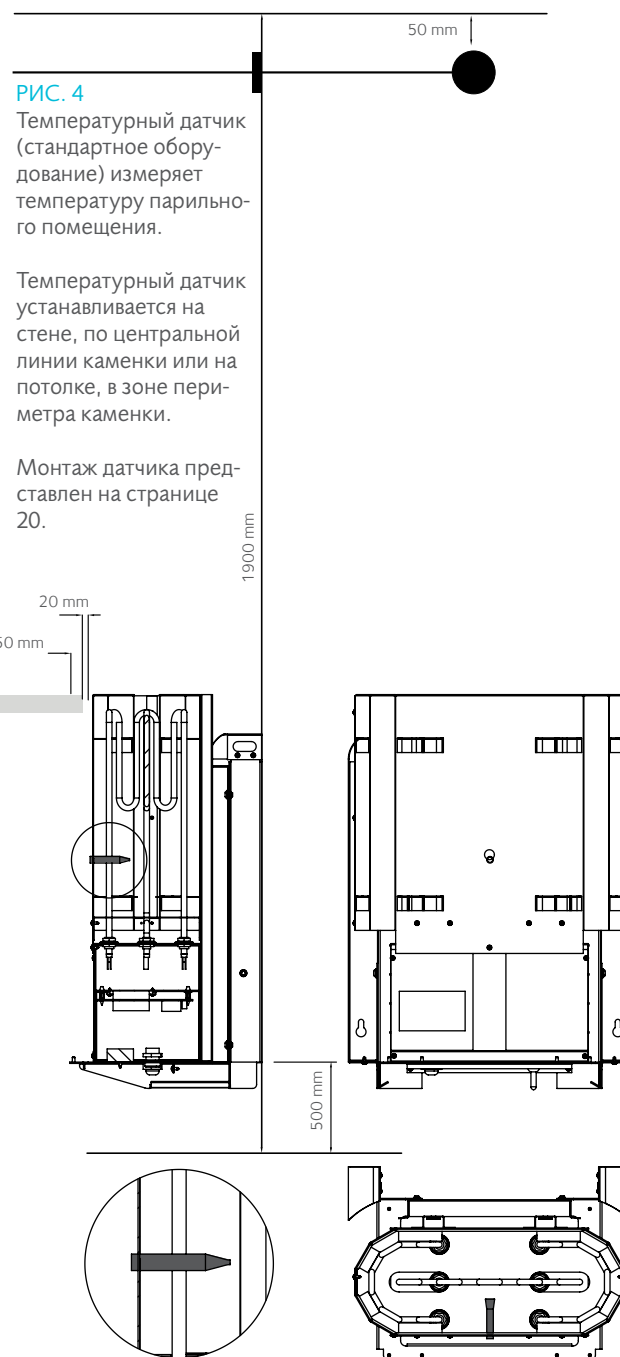 50 mm
РИС. 4
Температурный датчик
(стандартное обору-
дование) измеряет
температуру парильно-
го помещения.
Температурный датчик
устанавливается на
стене, по центральной
линии каменки или на
потолке, в зоне пери-
метра каменки.
Монтаж датчика пред-
ставлен на странице
20.
1900 mm
20 mm
0 mm
500 mm